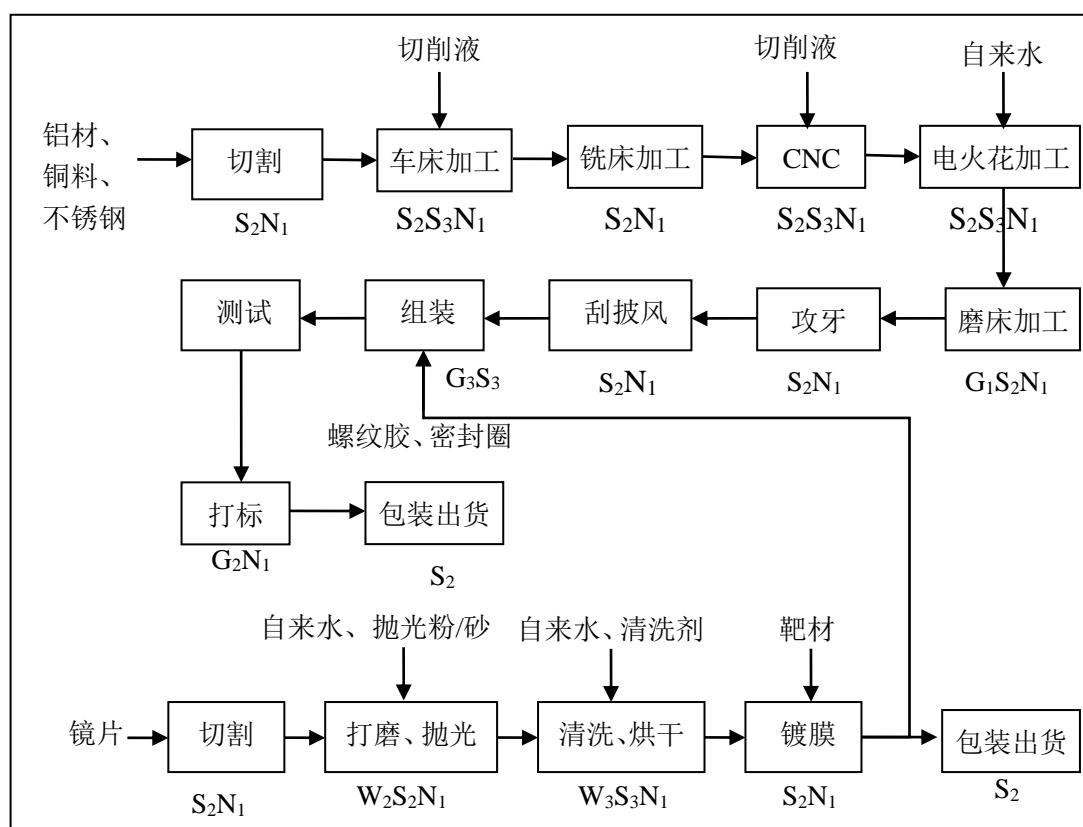 切削液
切削液
自来水
铝材、
铜料、
不锈钢
切割
车床加工
铣床加工
CNC
电火花加工
S₂N₁
S₂S₃N₁
S₂N₁
S₂S₃N₁
S₂S₃N₁
测试
组装
刮披风
攻牙
磨床加工
G₃S₃
S₂N₁
S₂N₁
G₁S₂N₁
螺纹胶、密封圈
打标
包装出货
G₂N₁
S₂
自来水、抛光粉/砂
自来水、清洗剂
靶材
镜片
切割
打磨、抛光
清洗、烘干
镀膜
包装出货
S₂N₁
W₂S₂N₁
W₃S₃N₁
S₂N₁
S₂